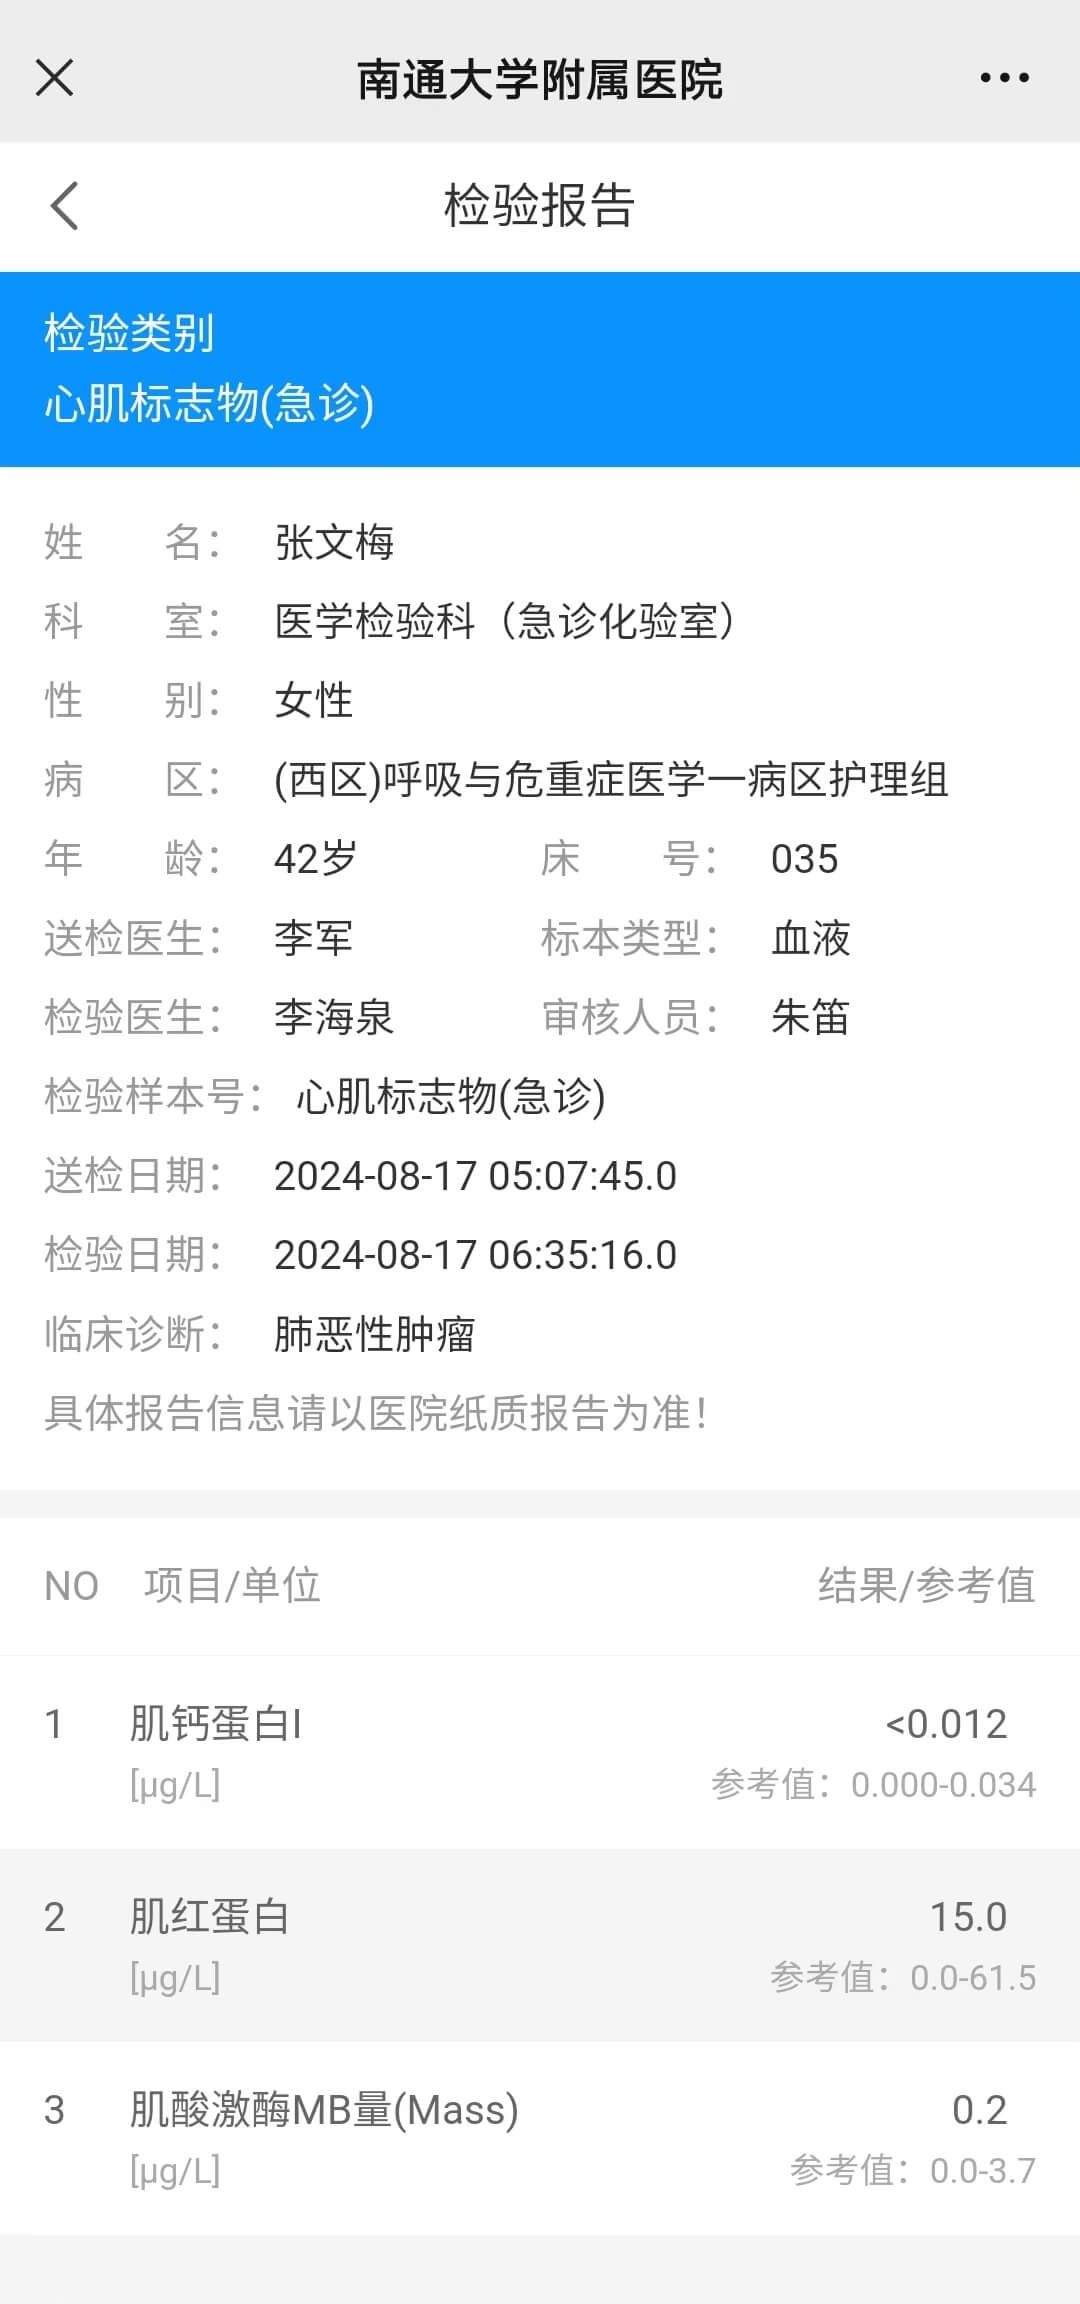 南通大学附属医院
检验报告
检验类别
心肌标志物(急诊)
姓名： 张文梅
科室： 医学检验科（急诊化验室）
性别： 女性
病区： (西区)呼吸与危重症医学一病区护理组
年龄： 42岁 床号： 035
送检医生： 李军 标本类型： 血液
检验医生： 李海泉 审核人员： 朱笛
检验样本号： 心肌标志物(急诊)
送检日期： 2024-08-17 05:07:45.0
检验日期： 2024-08-17 06:35:16.0
临床诊断： 肺恶性肿瘤
具体报告信息请以医院纸质报告为准！
NO 项目/单位 结果/参考值
1 肌钙蛋白I <0.012
[μg/L] 参考值：0.000-0.034
2 肌红蛋白 15.0
[μg/L] 参考值：0.0-61.5
3 肌酸激酶MB量(Mass) 0.2
[μg/L] 参考值：0.0-3.7